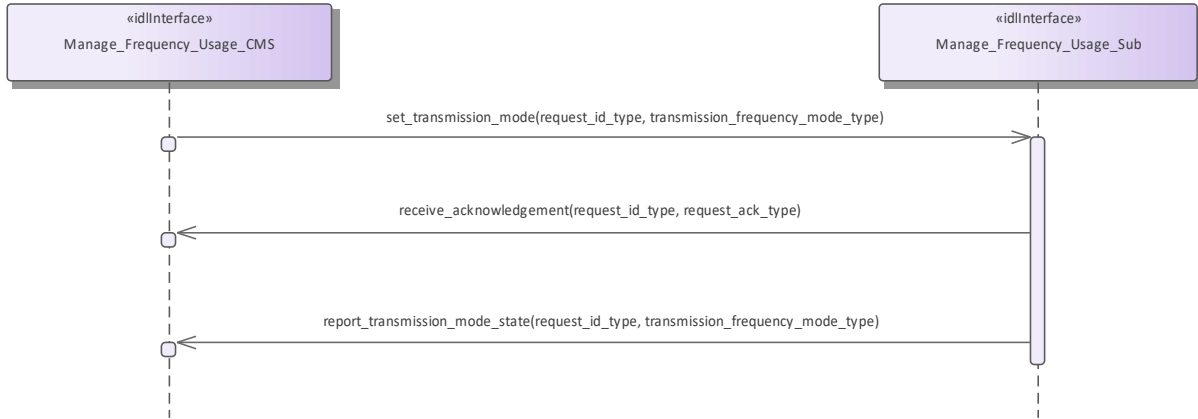 «idlInterface»
Manage_Frequency_Usage_CMS
«idlInterface»
Manage_Frequency_Usage_Sub
set_transmission_mode(request_id_type, transmission_frequency_mode_type)
receive_acknowledgement(request_id_type, request_ack_type)
report_transmission_mode_state(request_id_type, transmission_frequency_mode_type)